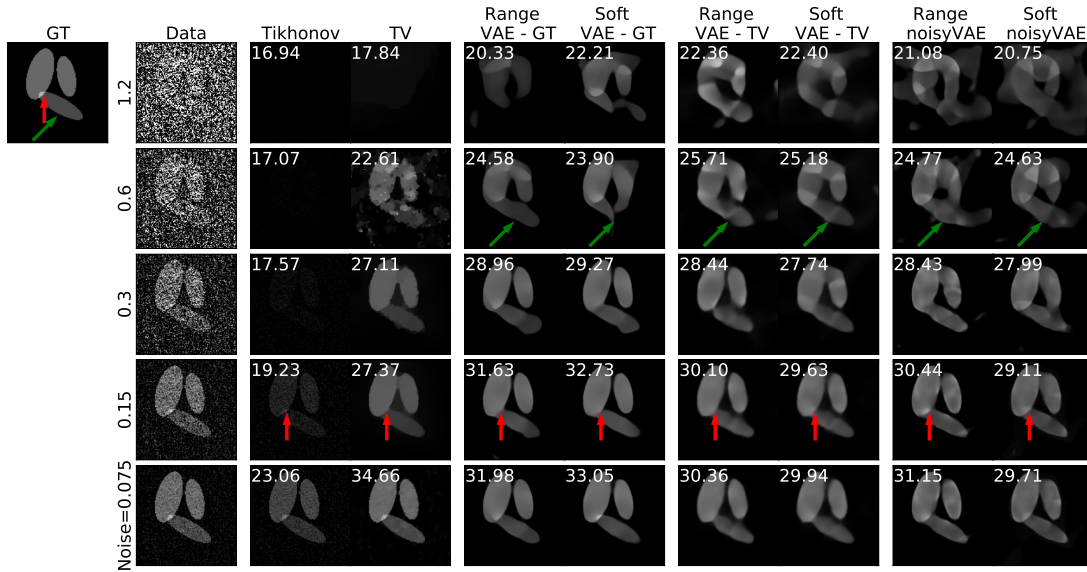 GT
Data
Tikhonov
TV
Range
VAE - GT
Soft
VAE - GT
Range
VAE - TV
Soft
VAE - TV
Range
noisyVAE
Soft
noisyVAE
1.2
16.94
17.84
20.33
22.21
22.36
22.40
21.08
20.75
0.6
17.07
22.61
24.58
23.90
25.71
25.18
24.77
24.63
0.3
17.57
27.11
28.96
29.27
28.44
27.74
28.43
27.99
0.15
19.23
27.37
31.63
32.73
30.10
29.63
30.44
29.11
Noise=0.075
23.06
34.66
31.98
33.05
30.36
29.94
31.15
29.71